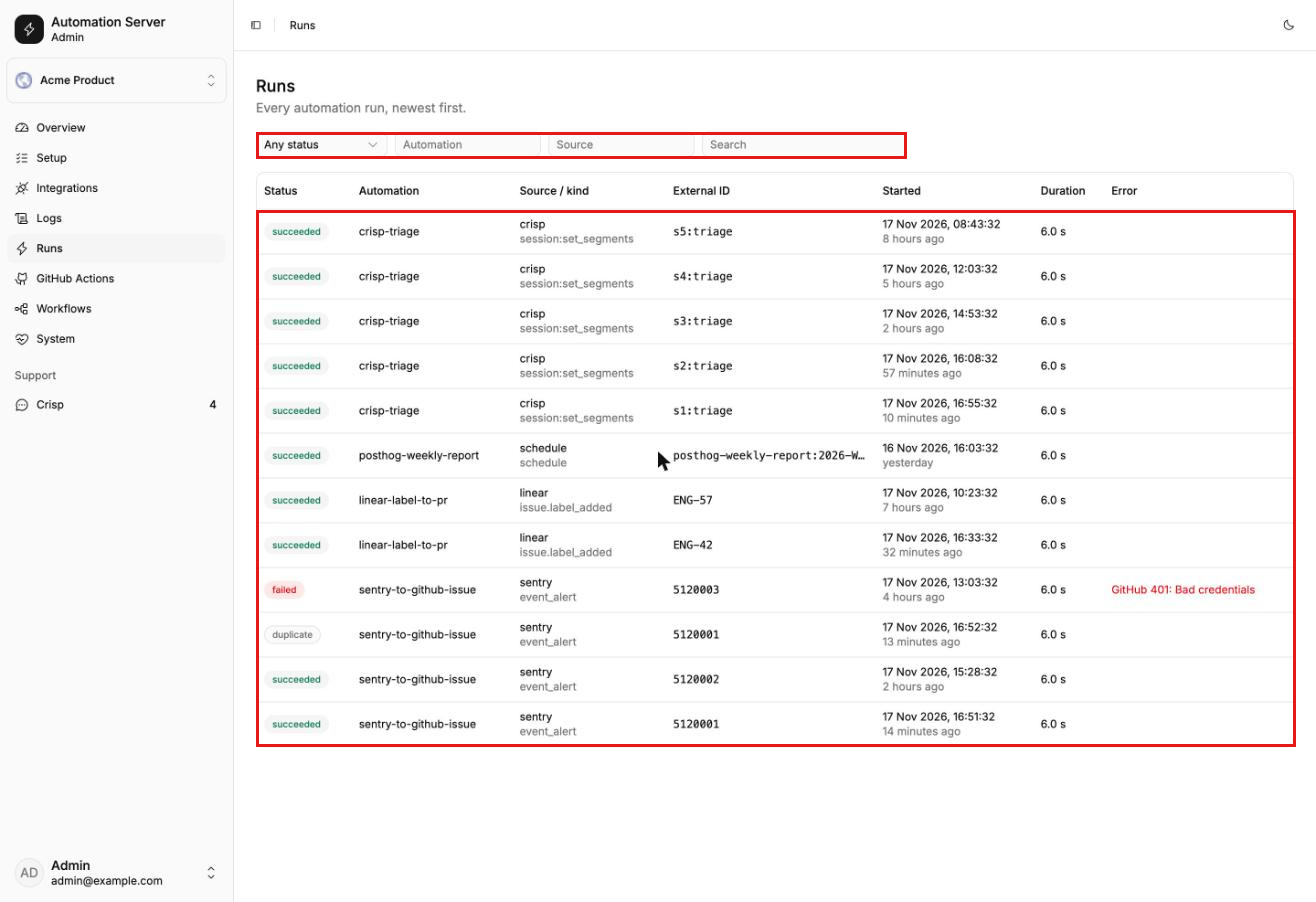 Automation Server
Admin
Acme Product
Overview
Setup
Integrations
Logs
Runs
GitHub Actions
Workflows
System
Support
Crisp 4
AD
Admin
admin@example.com
Runs
Runs
Every automation run, newest first.
Any status Automation Source Search
Status Automation Source / kind External ID Started Duration Error
succeeded crisp-triage crisp s5:triage 17 Nov 2026, 08:43:32 6.0 s
session:set_segments 8 hours ago
succeeded crisp-triage crisp s4:triage 17 Nov 2026, 12:03:32 6.0 s
session:set_segments 5 hours ago
succeeded crisp-triage crisp s3:triage 17 Nov 2026, 14:53:32 6.0 s
session:set_segments 2 hours ago
succeeded crisp-triage crisp s2:triage 17 Nov 2026, 16:08:32 6.0 s
session:set_segments 57 minutes ago
succeeded crisp-triage crisp s1:triage 17 Nov 2026, 16:55:32 6.0 s
session:set_segments 10 minutes ago
succeeded posthog-weekly-report schedule posthog-weekly-report:2026-W… 16 Nov 2026, 16:03:32 6.0 s
schedule yesterday
succeeded linear-label-to-pr linear ENG-57 17 Nov 2026, 10:23:32 6.0 s
issue.label_added 7 hours ago
succeeded linear-label-to-pr linear ENG-42 17 Nov 2026, 16:33:32 6.0 s
issue.label_added 32 minutes ago
failed sentry-to-github-issue sentry 5120003 17 Nov 2026, 13:03:32 6.0 s GitHub 401: Bad credentials
event_alert 4 hours ago
duplicate sentry-to-github-issue sentry 5120001 17 Nov 2026, 16:52:32 6.0 s
event_alert 13 minutes ago
succeeded sentry-to-github-issue sentry 5120002 17 Nov 2026, 15:28:32 6.0 s
event_alert 2 hours ago
succeeded sentry-to-github-issue sentry 5120001 17 Nov 2026, 16:51:32 6.0 s
event_alert 14 minutes ago